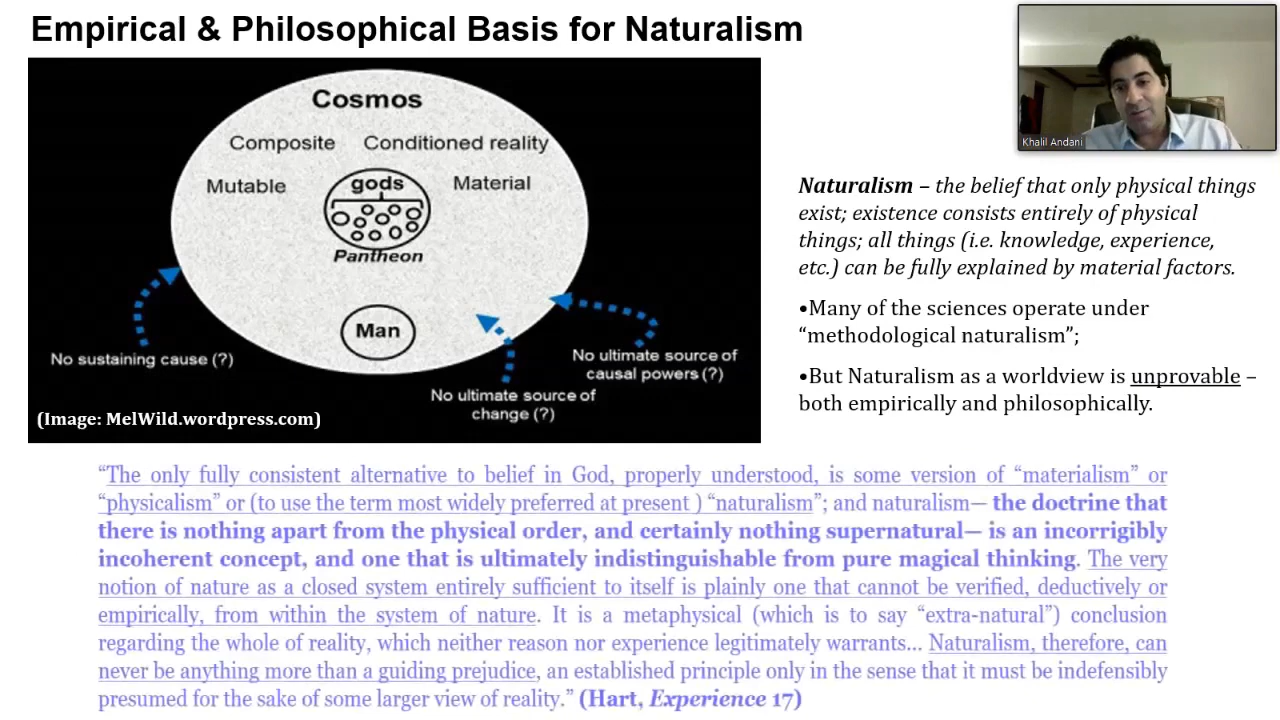 Empirical & Philosophical Basis for Naturalism
Khalil Andani
Cosmos
Composite Conditioned reality
Mutable gods Material
Pantheon
Man
No sustaining cause (?)
No ultimate source of
change (?)
No ultimate source of
causal powers (?)
(Image: MelWild.wordpress.com)
Naturalism – the belief that only physical things
exist; existence consists entirely of physical
things; all things (i.e. knowledge, experience,
etc.) can be fully explained by material factors.
•Many of the sciences operate under
“methodological naturalism”;
•But Naturalism as a worldview is unprovable –
both empirically and philosophically.
“The only fully consistent alternative to belief in God, properly understood, is some version of “materialism” or
“physicalism” or (to use the term most widely preferred at present ) “naturalism”; and naturalism— the doctrine that
there is nothing apart from the physical order, and certainly nothing supernatural— is an incorrigibly
incoherent concept, and one that is ultimately indistinguishable from pure magical thinking. The very
notion of nature as a closed system entirely sufficient to itself is plainly one that cannot be verified, deductively or
empirically, from within the system of nature. It is a metaphysical (which is to say “extra-natural”) conclusion
regarding the whole of reality, which neither reason nor experience legitimately warrants... Naturalism, therefore, can
never be anything more than a guiding prejudice, an established principle only in the sense that it must be indefensibly
presumed for the sake of some larger view of reality.” (Hart, Experience 17)